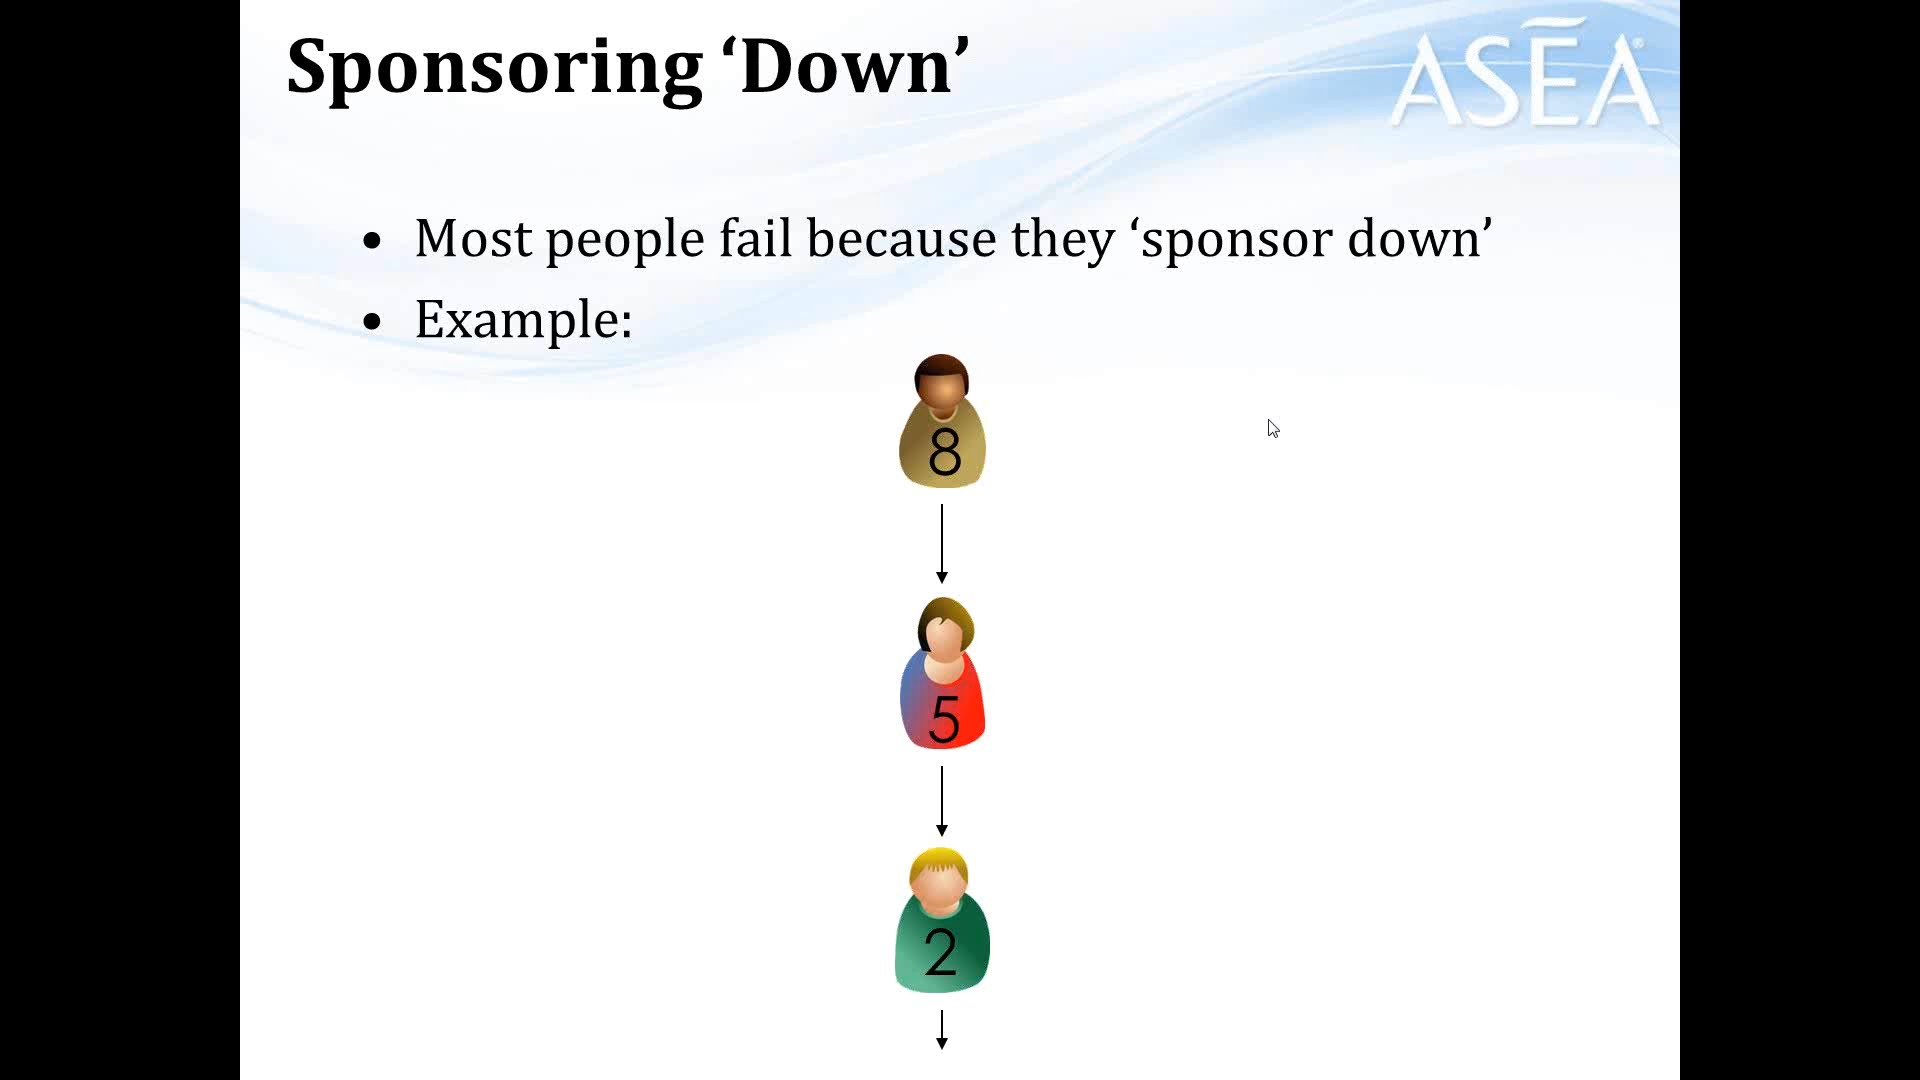 Sponsoring ‘Down’
ASEA®
• Most people fail because they ‘sponsor down’
• Example:
8
5
2